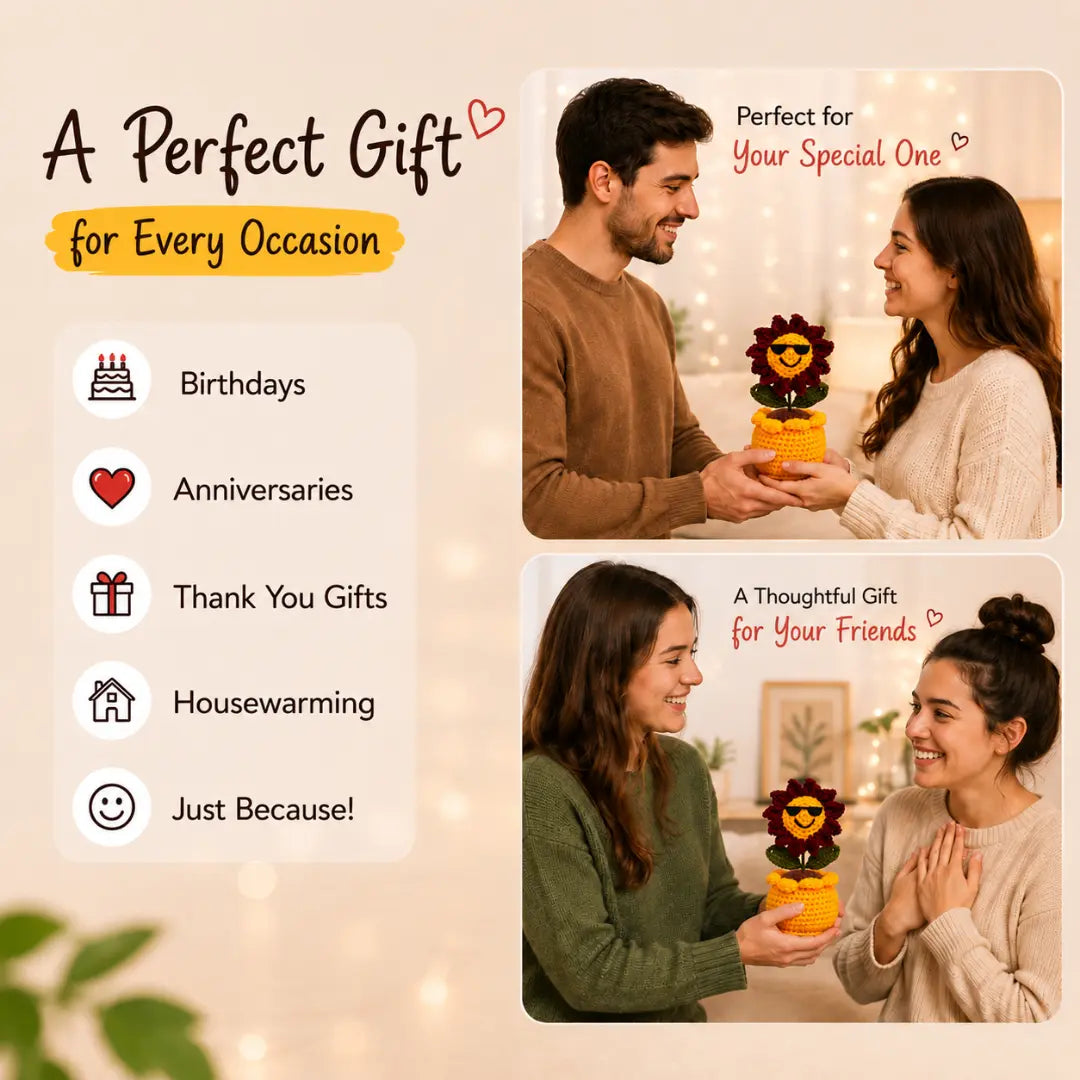 A Perfect Gift
for Every Occasion
Birthdays
Anniversaries
Thank You Gifts
Housewarming
Just Because!
Perfect for
Your Special One
A Thoughtful Gift
for Your Friends